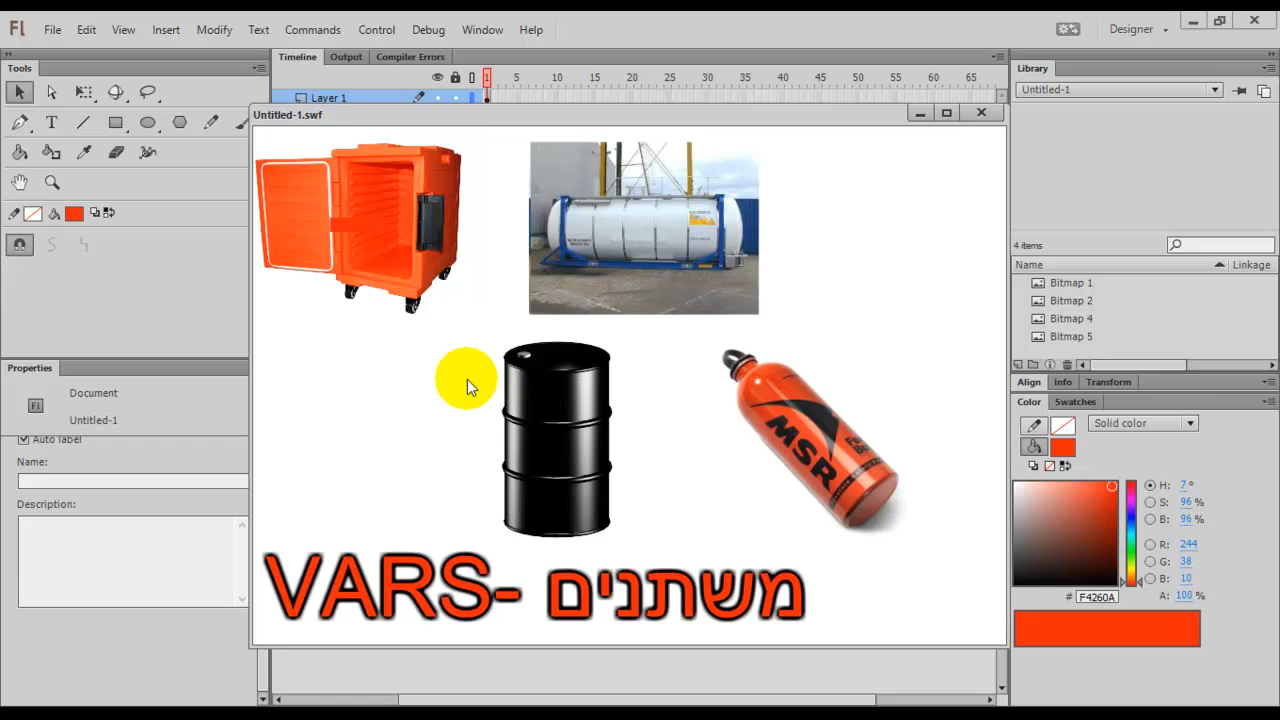 Fl File Edit View Insert Modify Text Commands Control Debug Window Help Designer
Tools
Timeline Output Compiler Errors
1 5 10 15 20 25 30 35 40 45 50 55 60 65
Layer 1
Untitled-1.swf
MSR
VARS- משתנים
Properties
Fl Document
Untitled-1
Auto label
Name:
Description:
Library
Untitled-1
4 items
Name Linkage
Bitmap 1
Bitmap 2
Bitmap 4
Bitmap 5
Align Info Transform
Color Swatches
Solid color
H: 7 °
S: 96 %
B: 96 %
R: 244
G: 38
B: 10
# F4260A A: 100 %